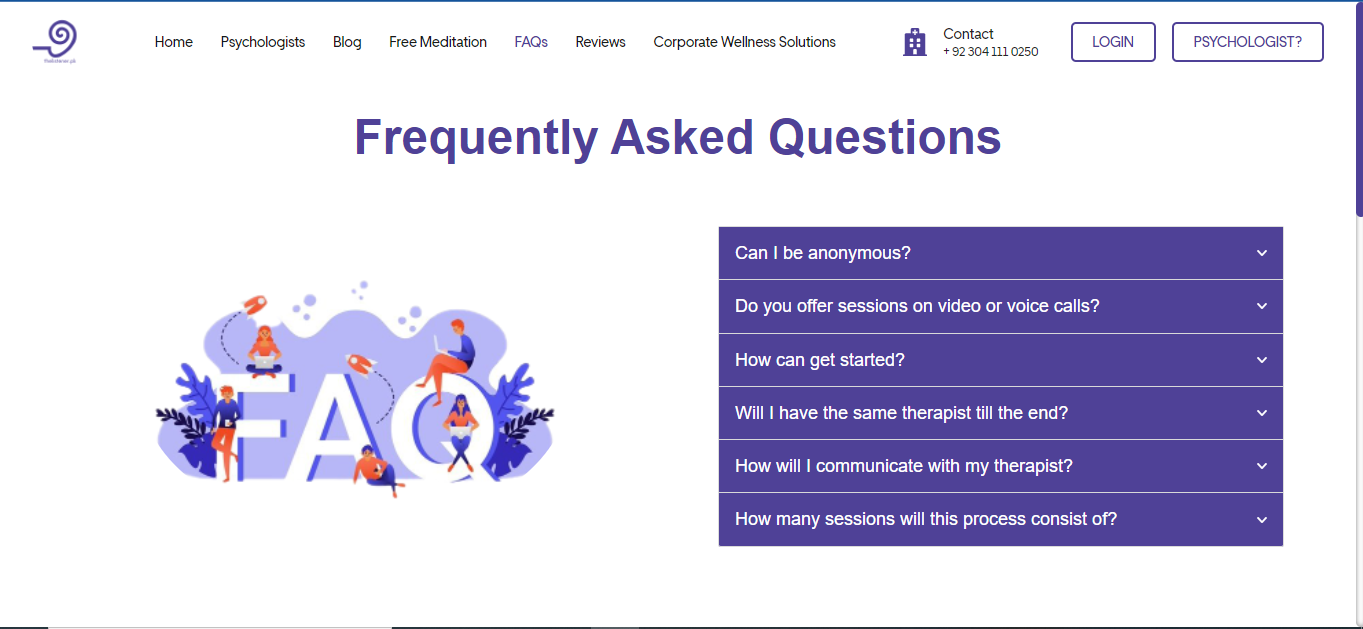 Home Psychologists Blog Free Meditation FAQs Reviews Corporate Wellness Solutions Contact LOGIN PSYCHOLOGIST?
+ 92 304 111 0250
Frequently Asked Questions
FAQ
Can I be anonymous?
Do you offer sessions on video or voice calls?
How can get started?
Will I have the same therapist till the end?
How will I communicate with my therapist?
How many sessions will this process consist of?